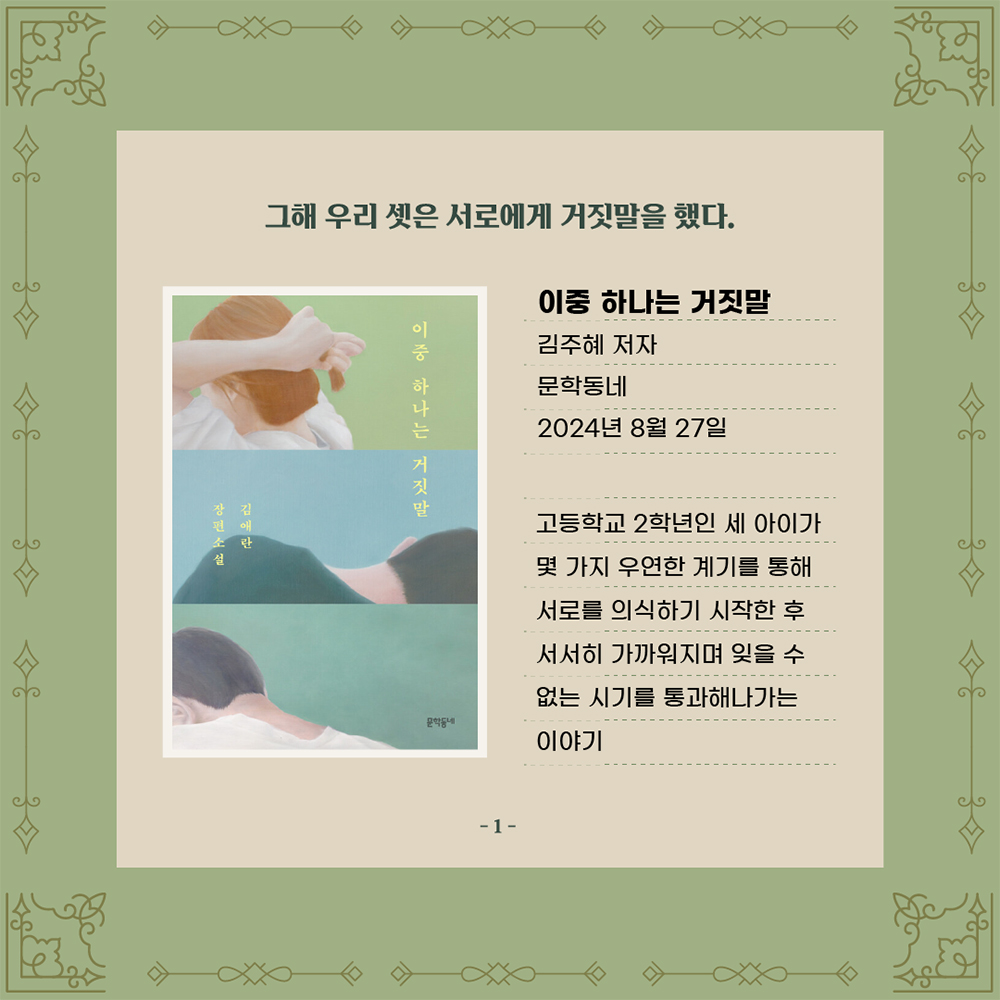 그해 우리 셋은 서로에게 거짓말을 했다.
이중 하나는 거짓말
김애란
장편소설
문학동네
이중 하나는 거짓말
김주혜 저자
문학동네
2024년 8월 27일
고등학교 2학년인 세 아이가
몇 가지 우연한 계기를 통해
서로를 의식하기 시작한 후
서서히 가까워지며 잊을 수
없는 시기를 통과해나가는
이야기
- 1 -